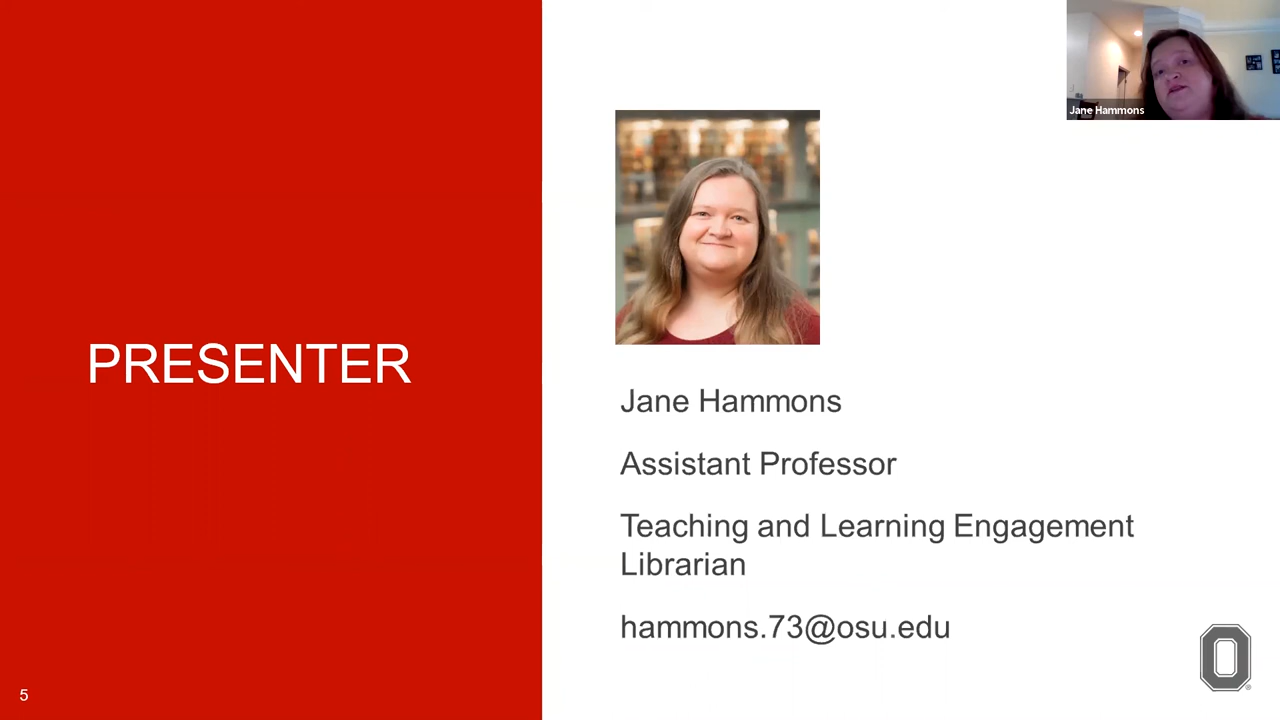 Jane Hammons
PRESENTER
Jane Hammons
Assistant Professor
Teaching and Learning Engagement
Librarian
hammons.73@osu.edu
5